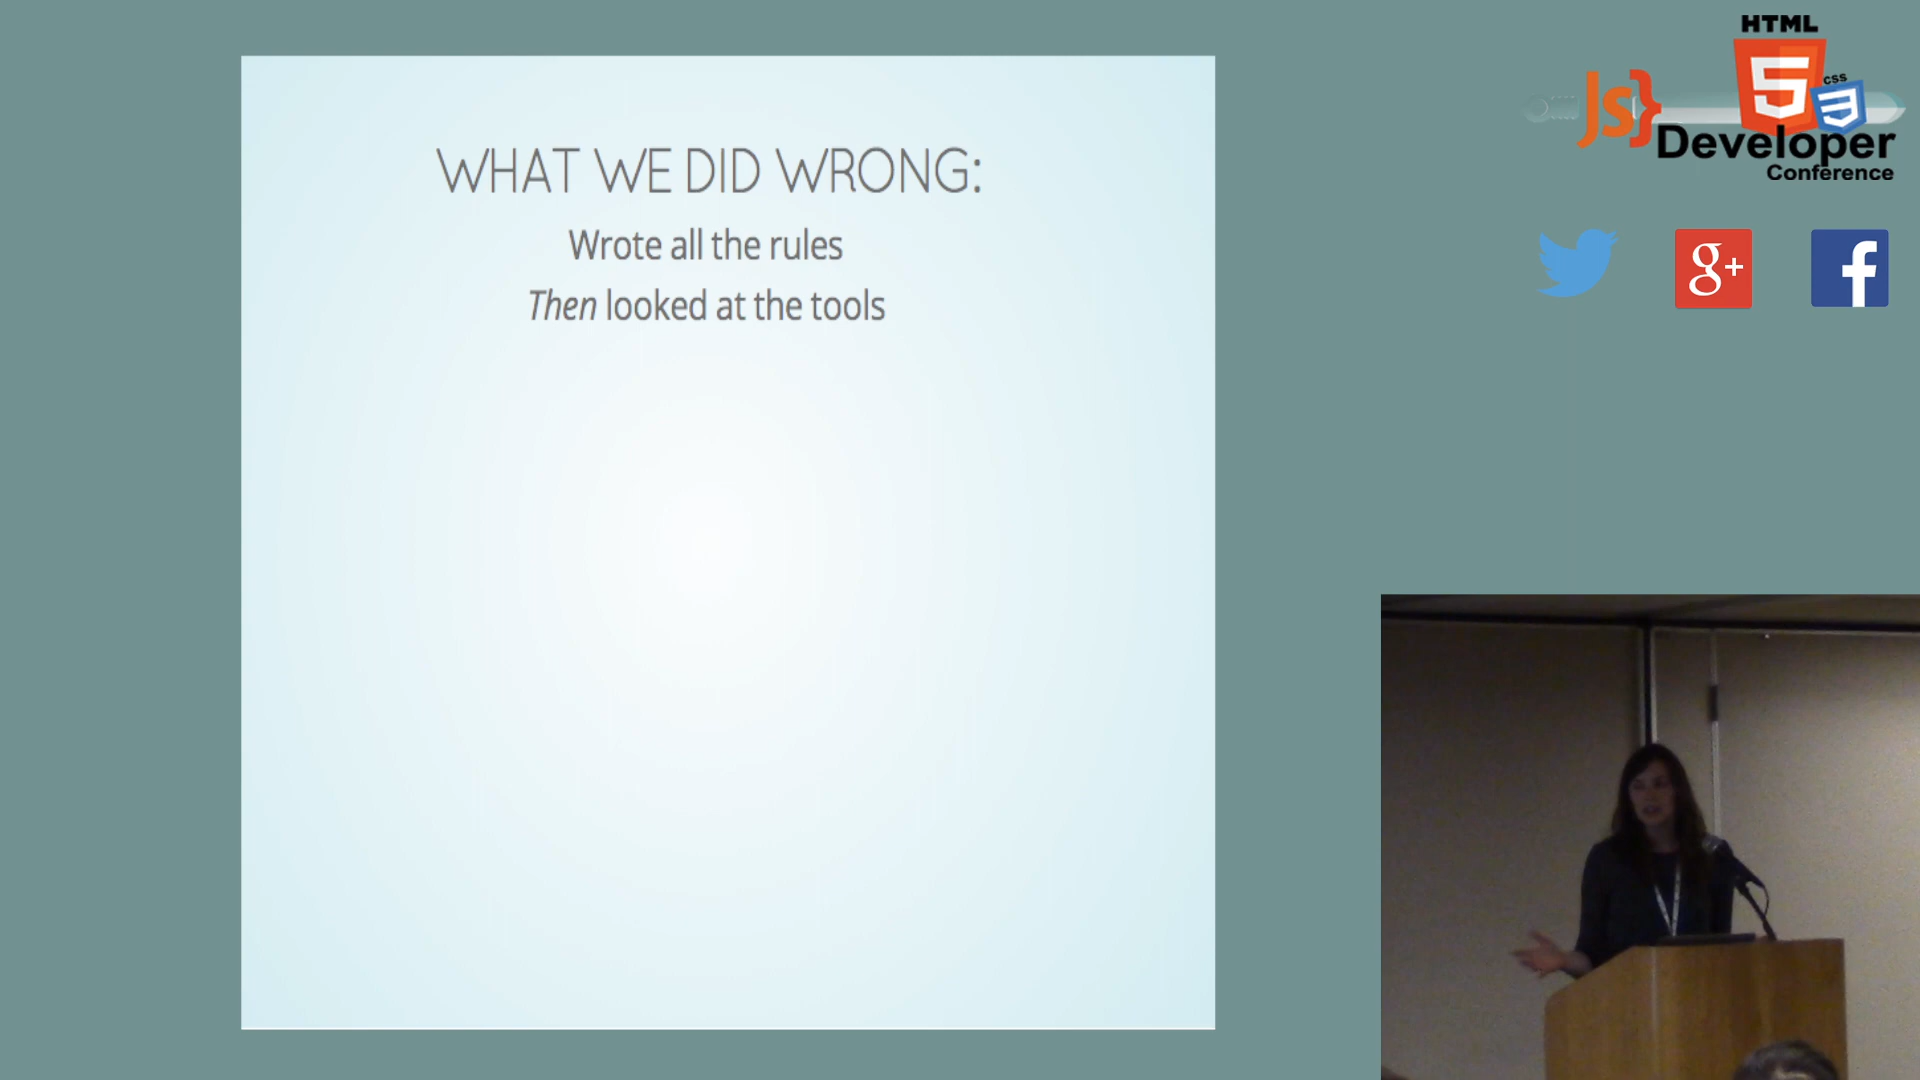 WHAT WE DID WRONG:
Wrote all the rules
Then looked at the tools
HTML
5
css
3
Js}
Developer
Conference
g+
f